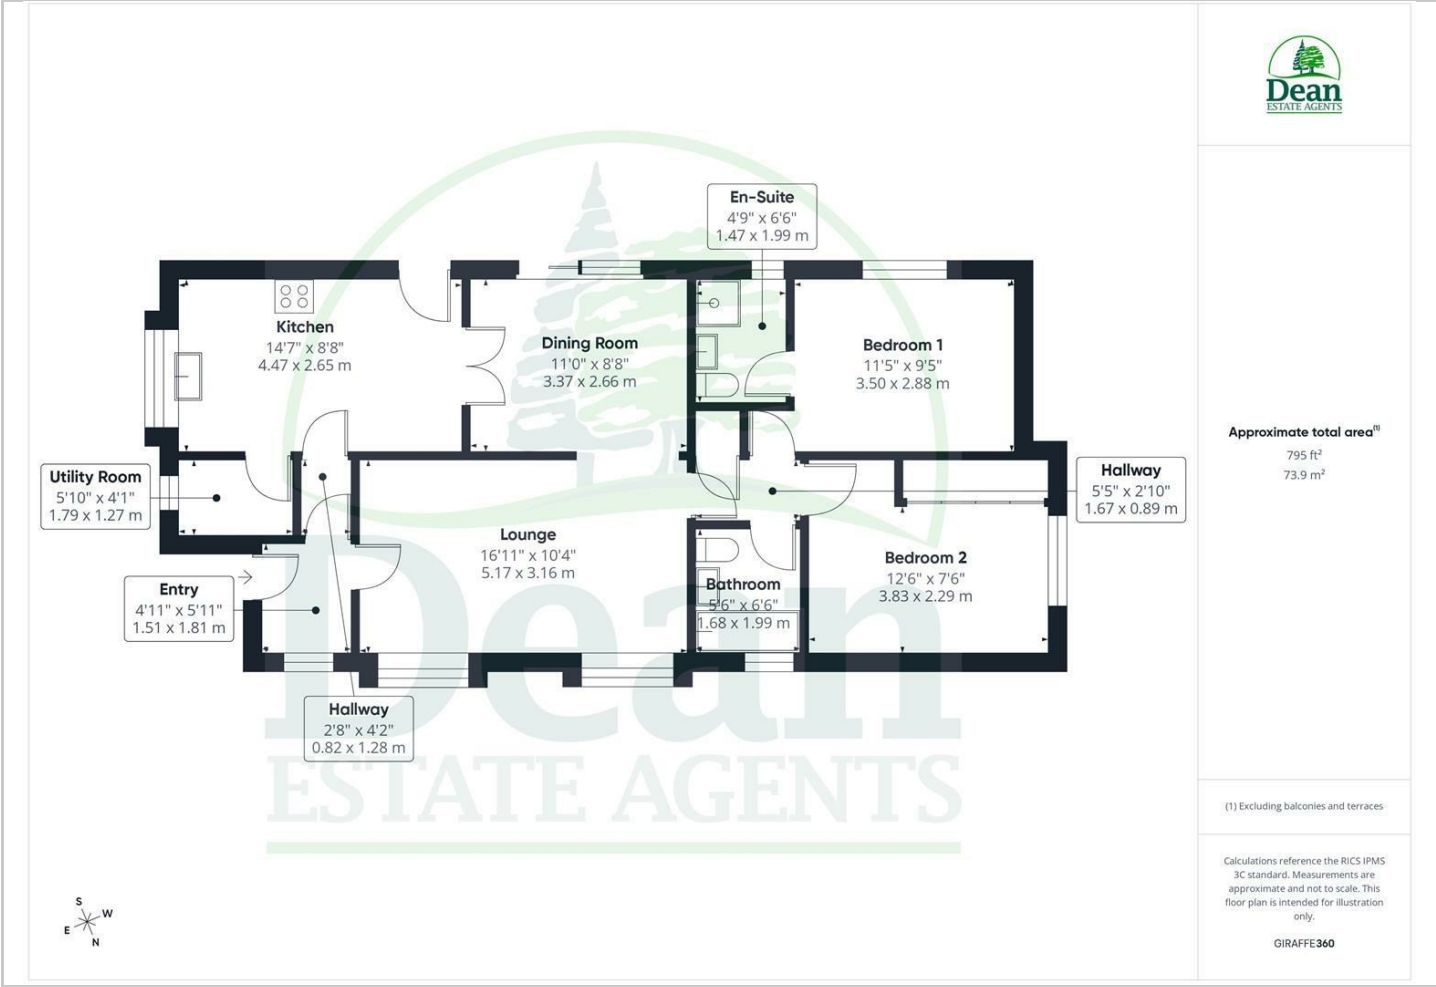 Dean
ESTATE AGENTS
En-Suite
4'9" x 6'6"
1.47 x 1.99 m
Kitchen
14'7" x 8'8"
4.47 x 2.65 m
Dining Room
11'0" x 8'8"
3.37 x 2.66 m
Bedroom 1
11'5" x 9'5"
3.50 x 2.88 m
Utility Room
5'10" x 4'1"
1.79 x 1.27 m
Hallway
5'5" x 2'10"
1.67 x 0.89 m
Lounge
16'11" x 10'4"
5.17 x 3.16 m
Bedroom 2
12'6" x 7'6"
3.83 x 2.29 m
Entry
4'11" x 5'11"
1.51 x 1.81 m
Bathroom
5'6" x 6'6"
1.68 x 1.99 m
Hallway
2'8" x 4'2"
0.82 x 1.28 m
Dean
ESTATE AGENTS
S
W
E
N
Approximate total area(1)
795 ft²
73.9 m²
(1) Excluding balconies and terraces
Calculations reference the RICS IPMS
3C standard. Measurements are
approximate and not to scale. This
floor plan is intended for illustration
only.
GIRAFFE360